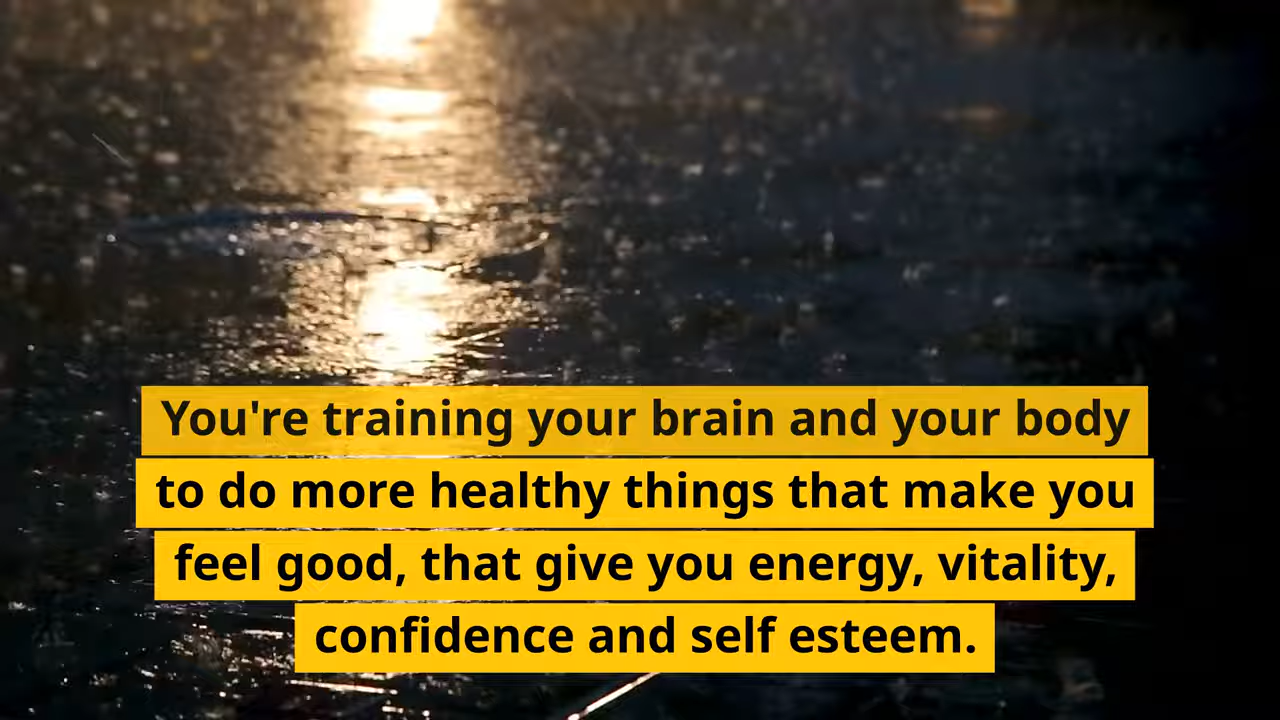 You're training your brain and your body
to do more healthy things that make you
feel good, that give you energy, vitality,
confidence and self esteem.